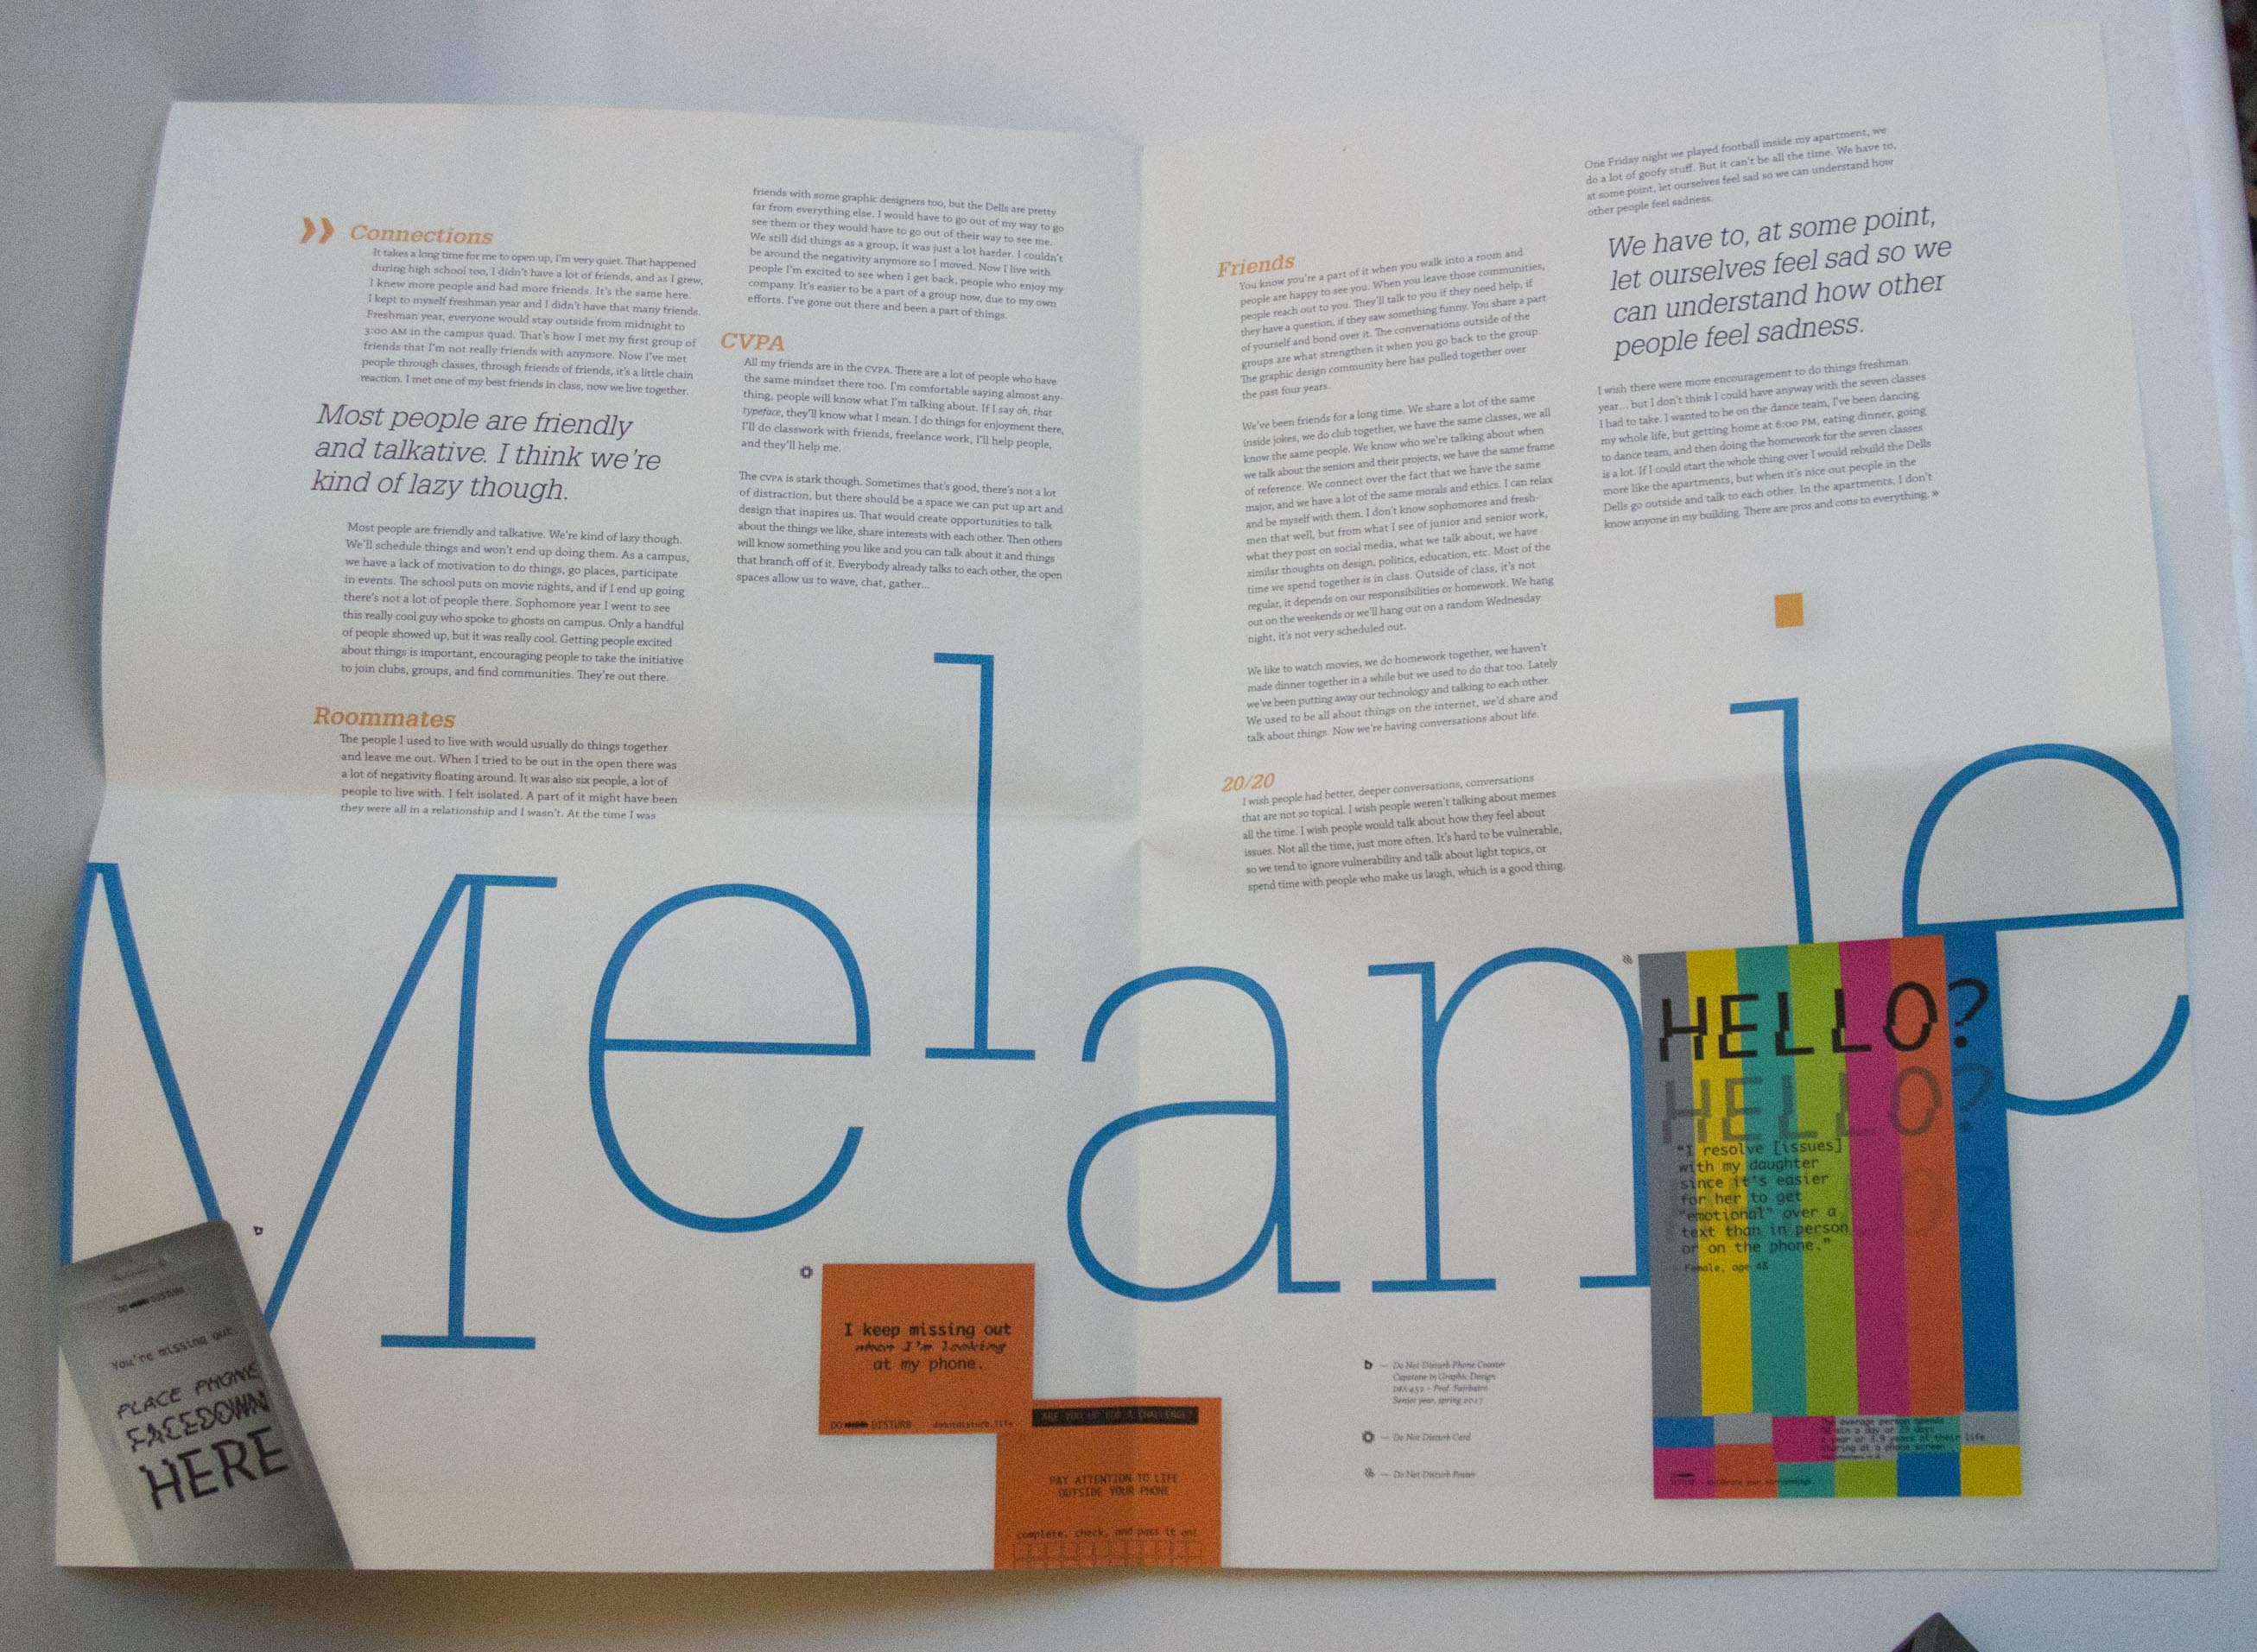 Connections
It takes a long time for me to open up, I'm very quiet. That happened
during high school too, I didn't have a lot of friends, and as I grew,
I knew more people and had more friends. It's the same here.
I kept to myself freshman year and I didn't have that many friends.
Freshman year, everyone would stay outside from midnight to
3:00 AM in the campus quad. That's how I met my first group of
friends that I'm not really friends with anymore. Now I've met
people through classes, through friends of friends, it's a little chain
reaction. I met one of my best friends in class, now we live together.
Most people are friendly
and talkative. I think we're
kind of lazy though.
Most people are friendly and talkative. We're kind of lazy though.
We'll schedule things and won't end up doing them. As a campus,
we have a lack of motivation to do things, go places, participate
in events. The school puts on movie nights, and if I end up going
there's not a lot of people there. Sophomore year I went to see
this really cool guy who spoke to ghosts on campus. Only a handful
of people showed up, but it was really cool. Getting people excited
about things is important, encouraging people to take the initiative
to join clubs, groups, and find communities. They're out there.
Roommates
The people I used to live with would usually do things together
and leave me out. When I tried to be out in the open there was
a lot of negativity floating around. It was also six people, a lot of
people to live with. I felt isolated. A part of it might have been
they were all in a relationship and I wasn't. At the time I was
friends with some graphic designers too, but the Dells are pretty
far from everything else. I would have to go out of my way to go
see them or they would have to go out of their way to see me.
We still did things as a group, it was just a lot harder. I couldn't
be around the negativity anymore so I moved. Now I live with
people I'm excited to see when I get back, people who enjoy my
company. It's easier to be a part of a group now, due to my own
efforts. I've gone out there and been a part of things.
CVPA
All my friends are in the CVPA. There are a lot of people who have
the same mindset there too. I'm comfortable saying almost any-
thing, people will know what I'm talking about. If I say oh, that
typeface, they'll know what I mean. I do things for enjoyment there,
I'll do classwork with friends, freelance work, I'll help people,
and they'll help me.
The CVPA is stark though. Sometimes that's good, there's not a lot
of distraction, but there should be a space we can put up art and
design that inspires us. That would create opportunities to talk
about the things we like, share interests with each other. Then others
will know something you like and you can talk about it and things
that branch off of it. Everybody already talks to each other, the open
spaces allow us to wave, chat, gather...
Friends
You know you're a part of it when you walk into a room and
people are happy to see you. When you leave those communities,
people reach out to you. They'll talk to you if they need help, if
they have a question, if they saw something funny. You share a part
of yourself and bond over it. The conversations outside of the
groups are what strengthen it when you go back to the group.
The graphic design community here has pulled together over
the past four years.
We've been friends for a long time. We share a lot of the same
inside jokes, we do club together, we have the same classes, we all
know the same people. We know who we're talking about when
we talk about the seniors and their projects, we have the same frame
of reference. We connect over the fact that we have the same
major, and we have a lot of the same morals and ethics. I can relax
and be myself with them. I don't know sophomores and fresh-
men that well, but from what I see of junior and senior work,
what they post on social media, what we talk about, we have
similar thoughts on design, politics, education, etc. Most of the
time we spend together is in class. Outside of class, it's not
regular, it depends on our responsibilities or homework. We hang
out on the weekends or we'll hang out on a random Wednesday
night, it's not very scheduled out.
We like to watch movies, we do homework together, we haven't
made dinner together in a while but we used to do that too. Lately
we've been putting away our technology and talking to each other.
We used to be all about things on the internet, we'd share and
talk about things. Now we're having conversations about life.
20/20
I wish people had better, deeper conversations, conversations
that are not so topical. I wish people weren't talking about memes
all the time. I wish people would talk about how they feel about
issues. Not all the time, just more often. It's hard to be vulnerable,
so we tend to ignore vulnerability and talk about light topics, or
spend time with people who make us laugh, which is a good thing.
One Friday night we played football inside my apartment, we
do a lot of goofy stuff. But it can't be all the time. We have to,
at some point, let ourselves feel sad so we can understand how
other people feel sadness.
We have to, at some point,
let ourselves feel sad so we
can understand how other
people feel sadness.
I wish there were more encouragement to do things freshman
year... but I don't think I could have anyway with the seven classes
I had to take. I wanted to be on the dance team, I've been dancing
my whole life, but getting home at 6:00 PM, eating dinner, going
to dance team, and then doing the homework for the seven classes
is a lot. If I could start the whole thing over I would rebuild the Dells
more like the apartments, but when it's nice out people in the
Dells go outside and talk to each other. In the apartments, I don't
know anyone in my building. There are pros and cons to everything. »
Melanie
DO DISTURB
You're missing out.
PLACE PHONE
FACEDOWN
HERE
I keep missing out
when I'm looking
at my phone.
DO DISTURB donotdisturb.life
ARE YOU UP FOR A CHALLENGE?
PAY ATTENTION TO LIFE
OUTSIDE YOUR PHONE
complete, check, and pass it on!
— Do Not Disturb Phone Coaster
Capstone in Graphic Design
DRX 432 – Prof. Fairbairn
Senior year, spring 2017
— Do Not Disturb Card
— Do Not Disturb Poster
HELLO?
HELLO?
"I resolve [issues]
with my daughter
since it's easier
for her to get
"emotional" over a
text than in person
or on the phone."
- Female, age 48
The average person spends
a year or 3.9 years of their life
staring at a phone screen